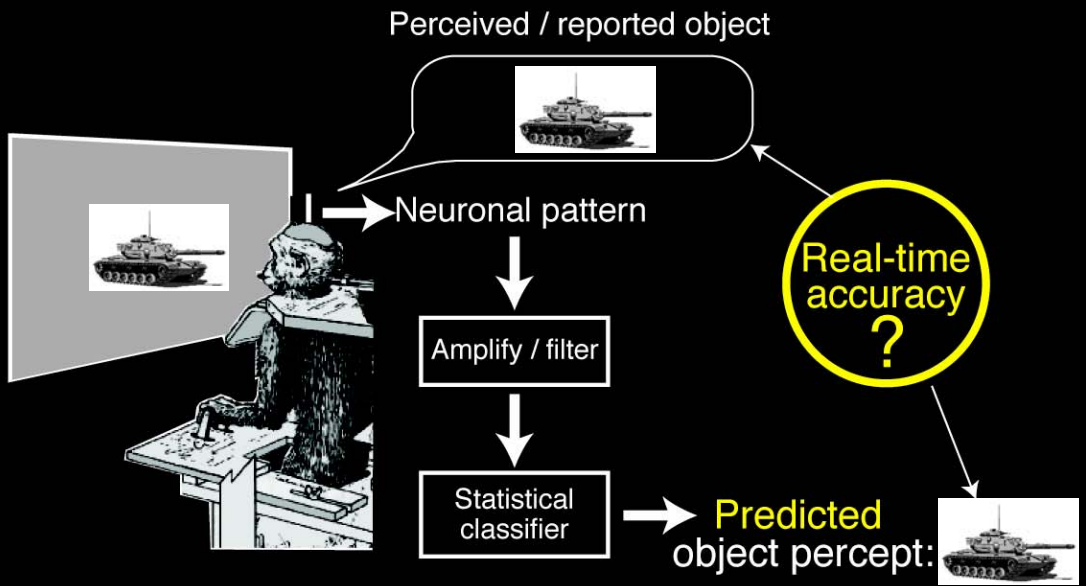 Perceived / reported object
Neuronal pattern
Real-time
accuracy
?
Amplify / filter
Statistical
classifier
Predicted
object percept: